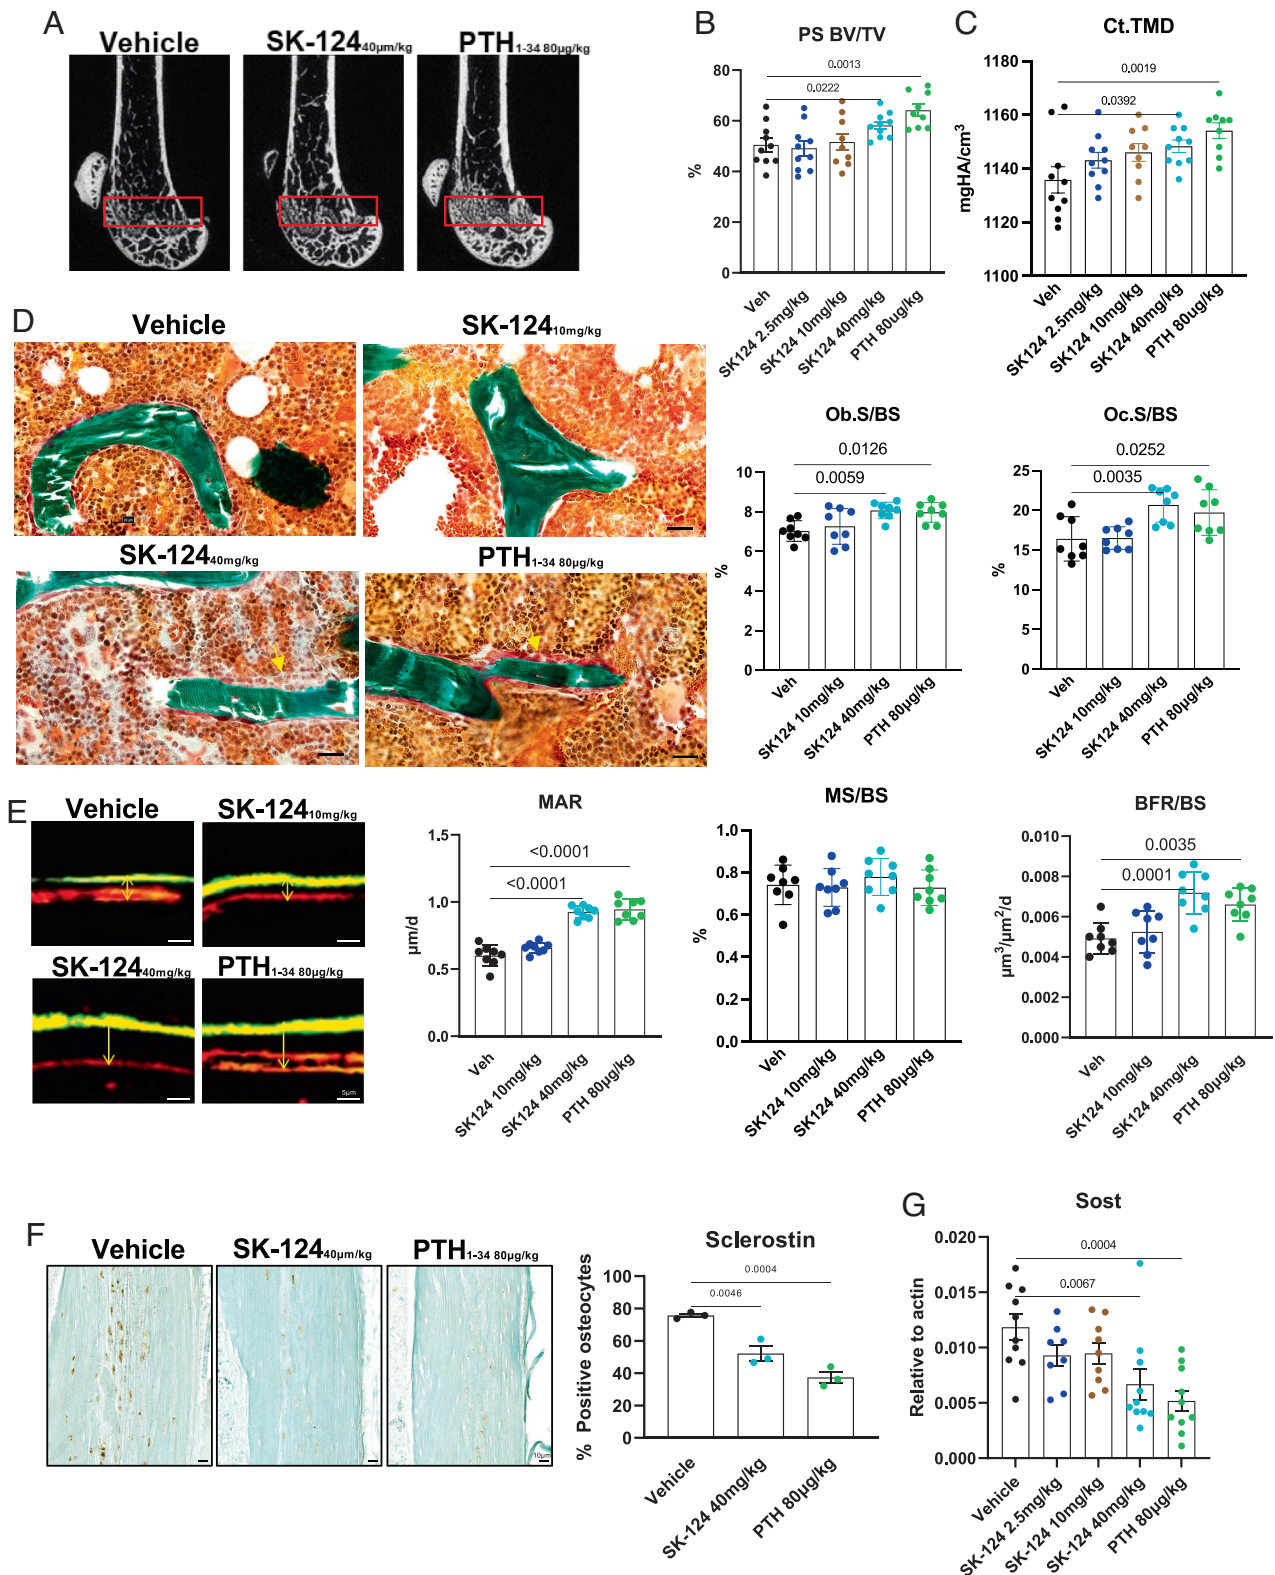 A
Vehicle
SK-124 40µm/kg
PTH 1-34 80µg/kg
B
PS BV/TV
0.0013
0.0222
80
60
40
20
0
%
Veh
SK124 2.5mg/kg
SK124 10mg/kg
SK124 40mg/kg
PTH 80µg/kg
C
Ct.TMD
0.0019
0.0392
1180
1160
1140
1120
1100
mgHA/cm³
Veh
SK124 2.5mg/kg
SK124 10mg/kg
SK124 40mg/kg
PTH 80µg/kg
D
Vehicle
SK-124 10mg/kg
SK-124 40mg/kg
PTH 1-34 80µg/kg
Ob.S/BS
0.0126
0.0059
10
8
6
4
2
0
%
Veh
SK124 10mg/kg
SK124 40mg/kg
PTH 80µg/kg
Oc.S/BS
0.0252
0.0035
25
20
15
10
5
0
%
Veh
SK124 10mg/kg
SK124 40mg/kg
PTH 80µg/kg
E
Vehicle
SK-124 10mg/kg
SK-124 40mg/kg
PTH 1-34 80µg/kg
5µm
MAR
<0.0001
<0.0001
1.5
1.0
0.5
0.0
µm/d
Veh
SK124 10mg/kg
SK124 40mg/kg
PTH 80µg/kg
MS/BS
1.0
0.8
0.6
0.4
0.2
0.0
%
Veh
SK124 10mg/kg
SK124 40mg/kg
PTH 80µg/kg
BFR/BS
0.0035
0.0001
0.010
0.008
0.006
0.004
0.002
0.000
µm³/µm²/d
Veh
SK124 10mg/kg
SK124 40mg/kg
PTH 80µg/kg
F
Vehicle
SK-124 40µm/kg
PTH 1-34 80µg/kg
10µm
Sclerostin
0.0004
0.0046
100
80
60
40
20
0
% Positive osteocytes
Vehicle
SK-124 40mg/kg
PTH 80µg/kg
G
Sost
0.0004
0.0067
0.020
0.015
0.010
0.005
0.000
Relative to actin
Vehicle
SK-124 2.5mg/kg
SK-124 10mg/kg
SK-124 40mg/kg
PTH 80µg/kg